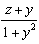 z + y
1 + y²